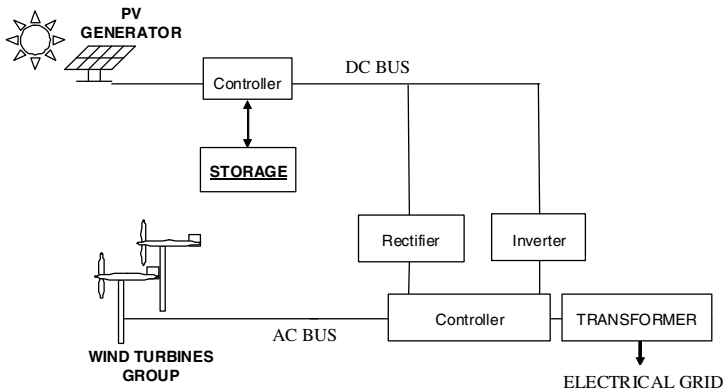 PV
GENERATOR
Controller
DC BUS
STORAGE
Rectifier
Inverter
Controller
TRANSFORMER
AC BUS
WIND TURBINES
GROUP
ELECTRICAL GRID